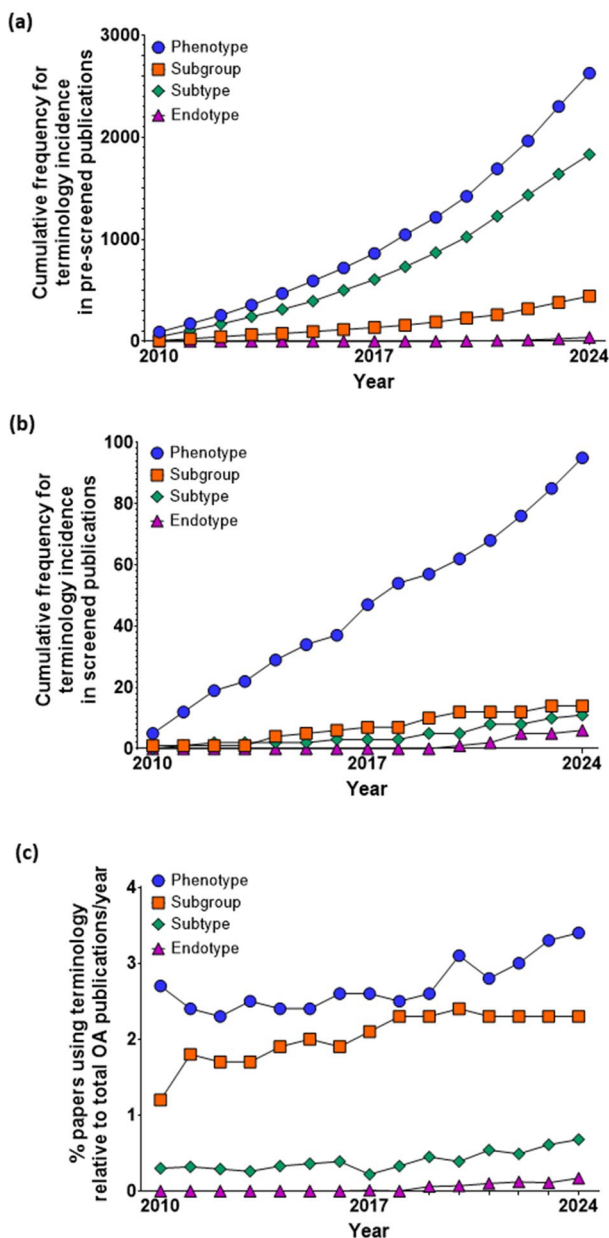 (a)
Cumulative frequency for
terminology incidence
in pre-screened publications
3000
2000
1000
0
Phenotype
Subgroup
Subtype
Endotype
2010
2017
2024
Year
(b)
Cumulative frequency for
terminology incidence
in screened publications
100
80
60
40
20
0
Phenotype
Subgroup
Subtype
Endotype
2010
2017
2024
Year
(c)
% papers using terminology
relative to total OA publications/year
4
3
2
1
0
Phenotype
Subgroup
Subtype
Endotype
2010
2017
2024
Year